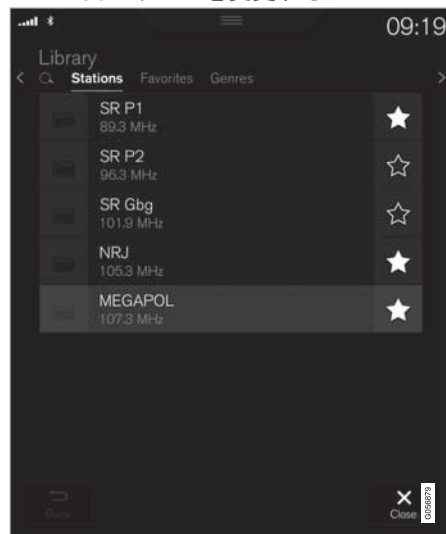 09:19
Library
Stations Favorites Genres
SR P1
89.3 MHz
SR P2
96.3 MHz
SR Gbg
101.9 MHz
NRJ
105.3 MHz
MEGAPOL
107.3 MHz
Back
Close
G056879